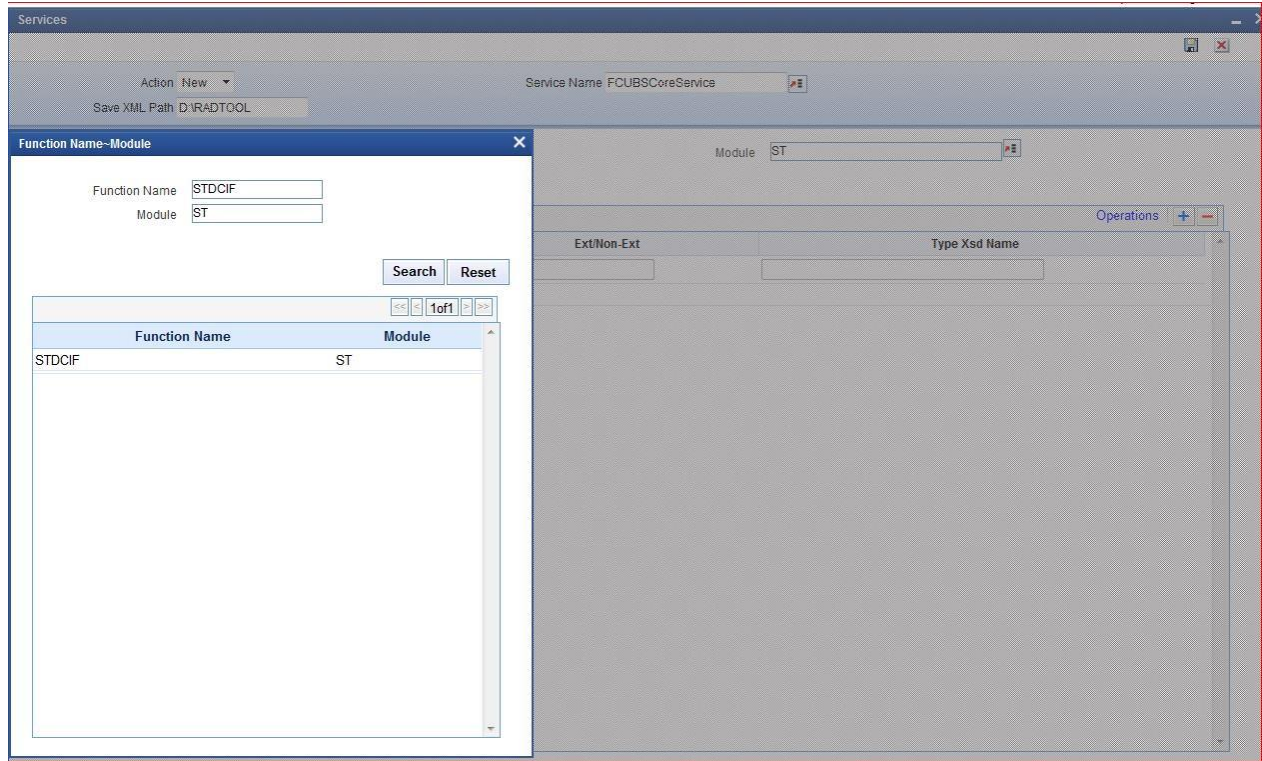 Services
Action New
Service Name FCUBSCoreService
Save XML Path D:\RADTOOL
Function Name~Module
Module ST
Function Name STDCIF
Module ST
Operations
Ext/Non-Ext Type Xsd Name
Search Reset
<< < 1of1 > >>
Function Name Module
STDCIF ST